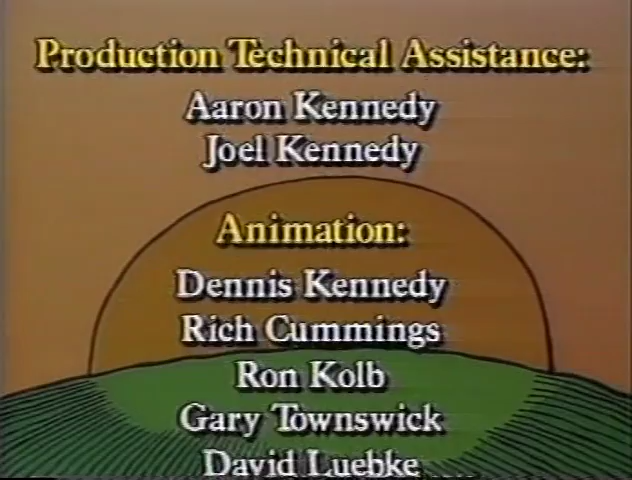 Production Technical Assistance:
Aaron Kennedy
Joel Kennedy
Animation:
Dennis Kennedy
Rich Cummings
Ron Kolb
Gary Townswick
David Luebke